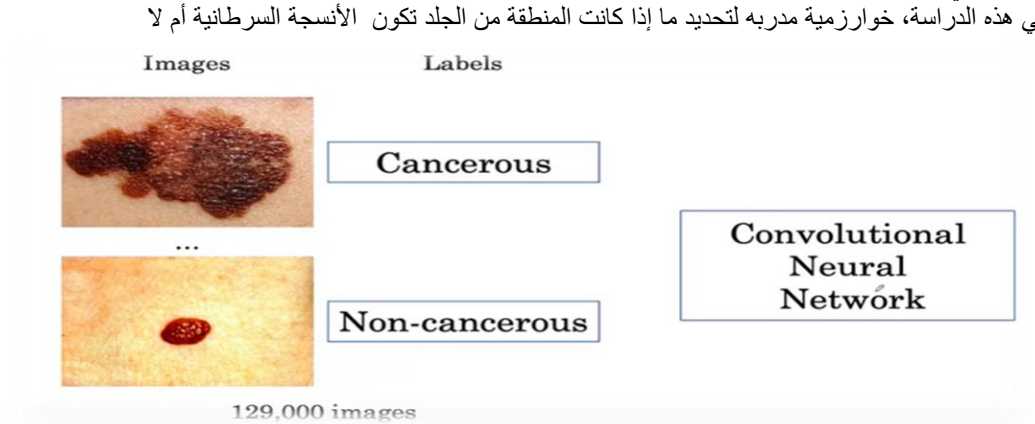 ي هذه الدراسة، خوارزمية مدربه لتحديد ما إذا كانت المنطقة من الجلد تكون الأنسجة السرطانية أم لا
Images Labels
Cancerous
...
Non-cancerous
Convolutional
Neural
Network
129,000 images